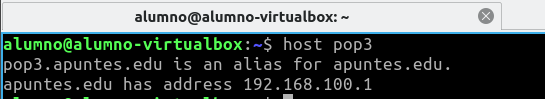 alumno@alumno-virtualbox: ~
alumno@alumno-virtualbox:~$ host pop3
pop3.apuntes.edu is an alias for apuntes.edu.
apuntes.edu has address 192.168.100.1